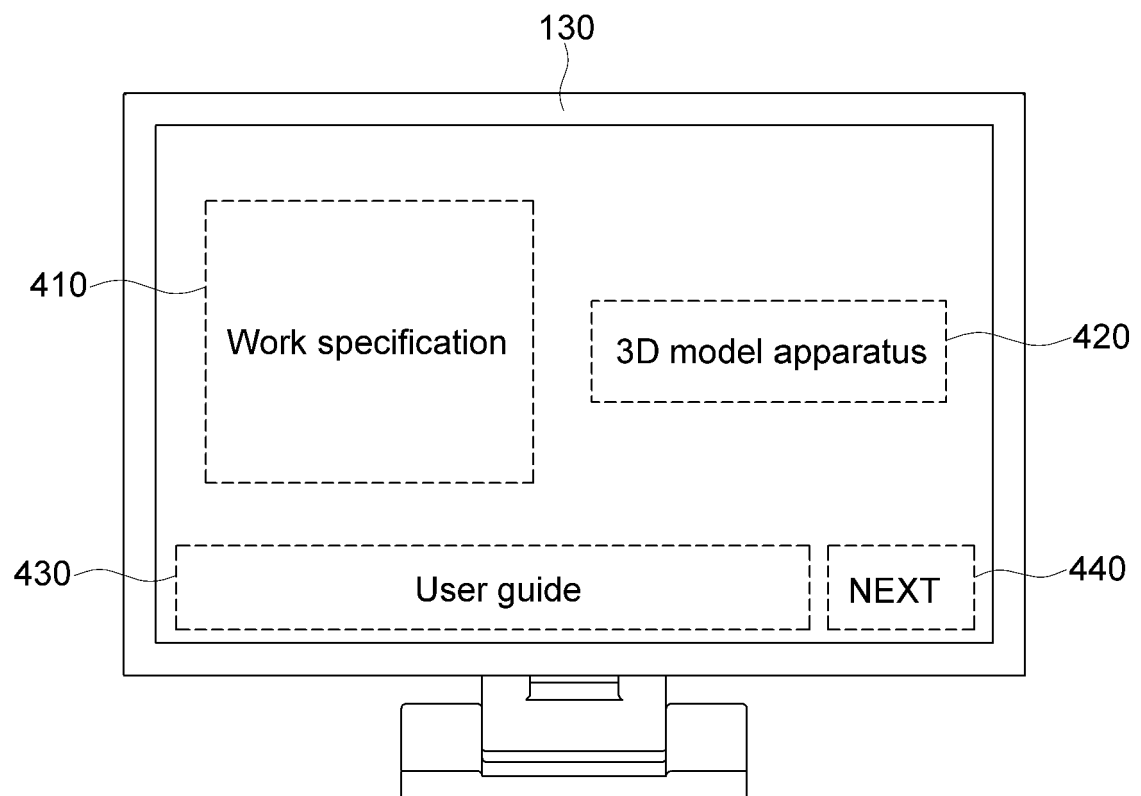 130
410
Work specification
3D model apparatus
420
430
User guide
NEXT
440